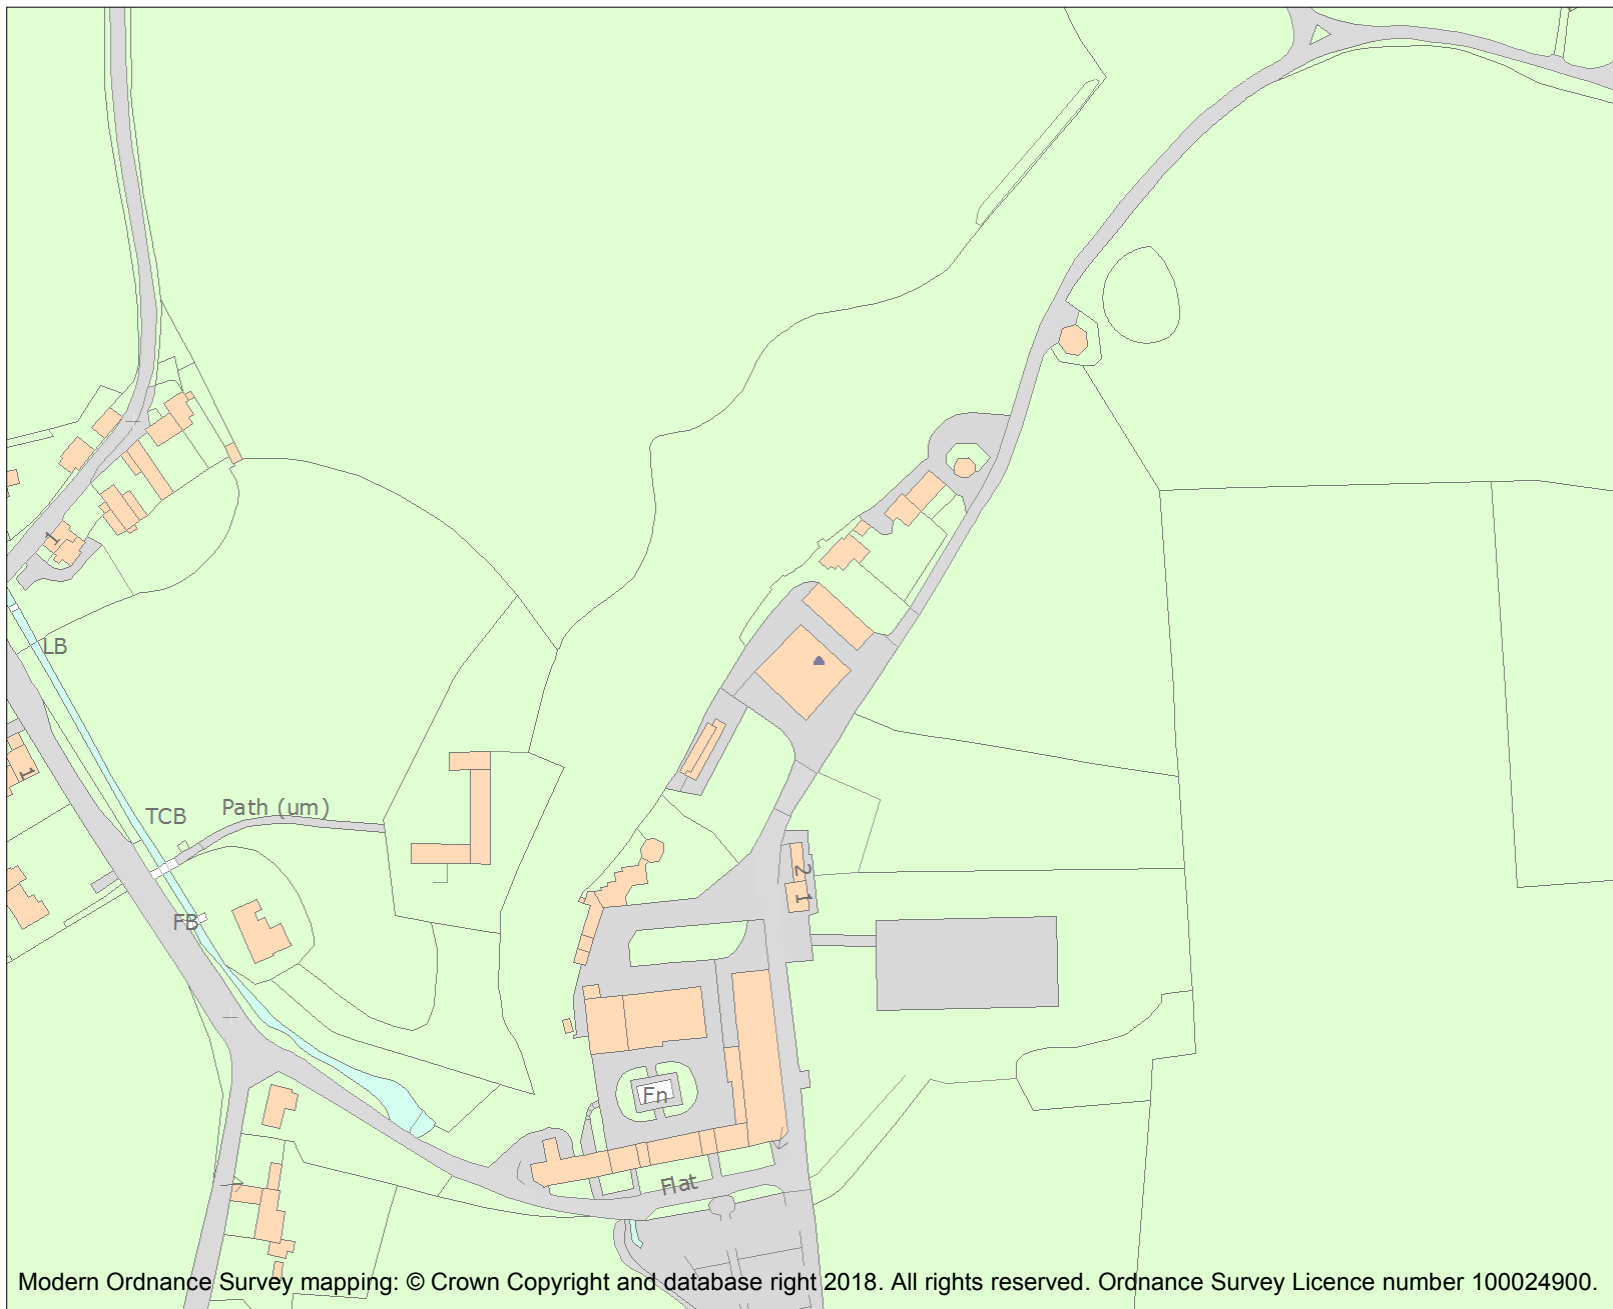 1
LB
1
TCB
Path (um)
2
1
FB
Fn
Flat
Modern Ordnance Survey mapping: © Crown Copyright and database right 2018. All rights reserved. Ordnance Survey Licence number 100024900.